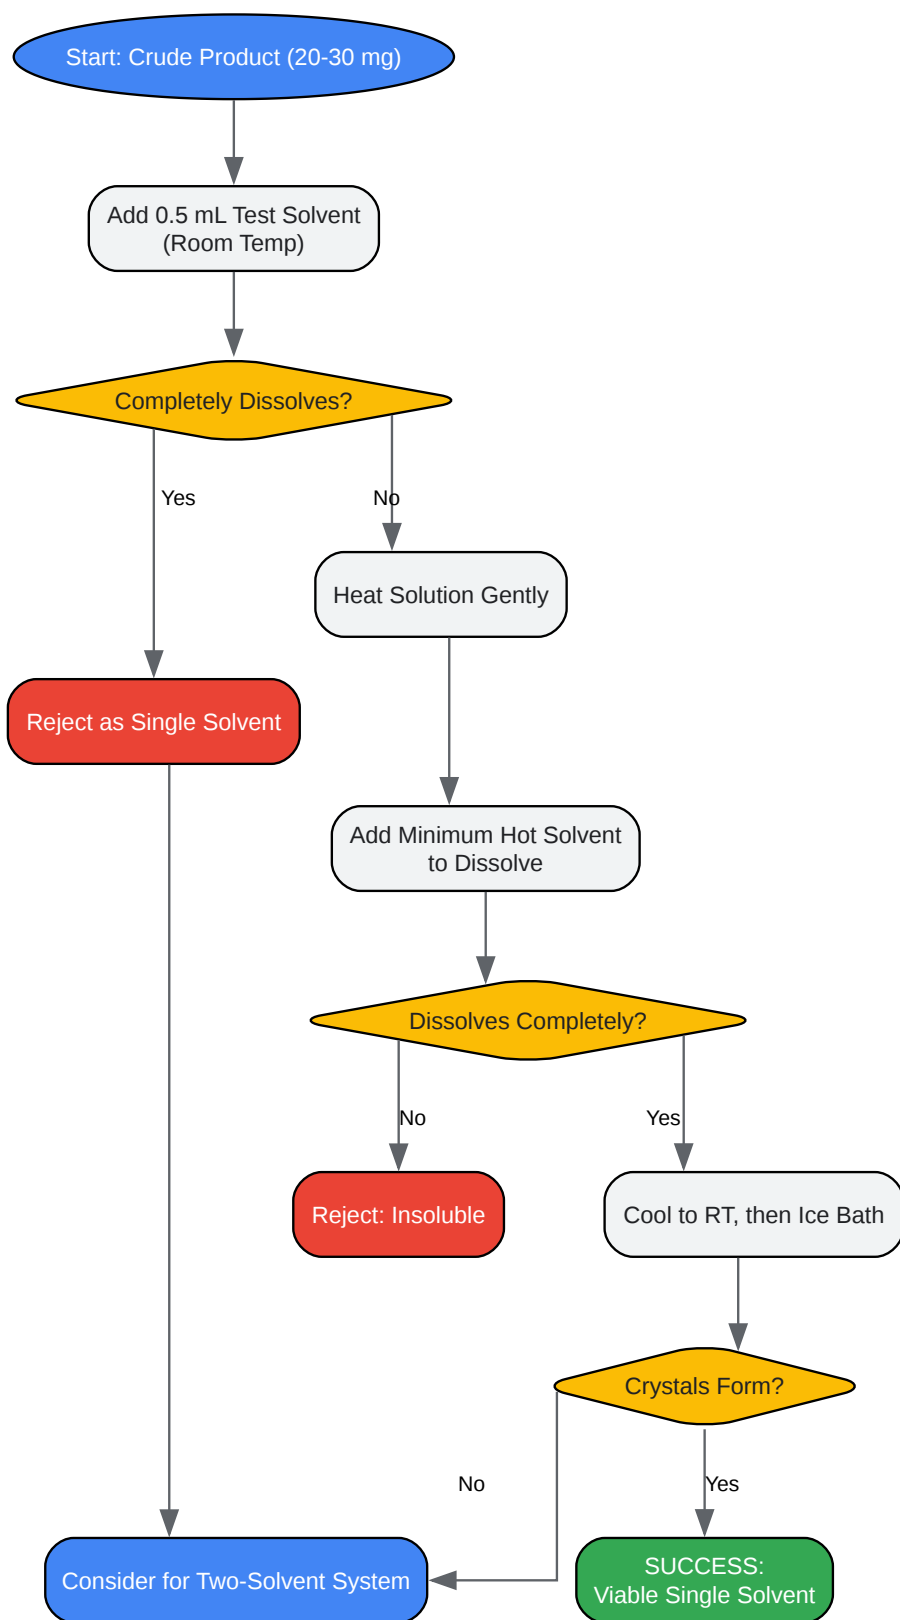 Start: Crude Product (20-30 mg)
Add 0.5 mL Test Solvent
(Room Temp)
Completely Dissolves?
Yes
No
Heat Solution Gently
Reject as Single Solvent
Add Minimum Hot Solvent
to Dissolve
Dissolves Completely?
No
Yes
Reject: Insoluble
Cool to RT, then Ice Bath
Crystals Form?
No
Yes
Consider for Two-Solvent System
SUCCESS:
Viable Single Solvent